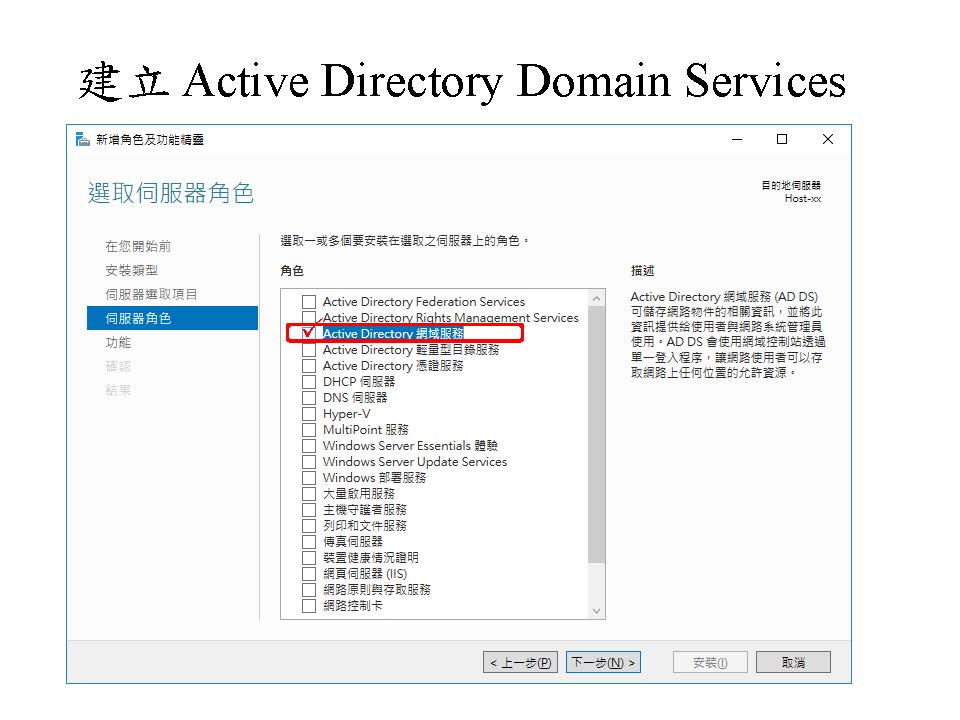 建立 Active Directory Domain Services
新增角色及功能精靈
選取伺服器角色
目的地伺服器
Host-xx
在您開始前
安裝類型
伺服器選取項目
伺服器角色
功能
確認
結果
選取一或多個要安裝在選取之伺服器上的角色。
角色
Active Directory Federation Services
Active Directory Rights Management Services
Active Directory 網域服務
Active Directory 輕量型目錄服務
Active Directory 憑證服務
DHCP 伺服器
DNS 伺服器
Hyper-V
MultiPoint 服務
Windows Server Essentials 體驗
Windows Server Update Services
Windows 部署服務
大量啟用服務
主機守護者服務
列印和文件服務
傳真伺服器
裝置健康情況證明
網頁伺服器 (IIS)
網路原則與存取服務
網路控制卡
描述
Active Directory 網域服務 (AD DS)
可儲存網路物件的相關資訊，並將此
資訊提供給使用者與網路系統管理員
使用。AD DS 會使用網域控制站透過
單一登入程序，讓網路使用者可以存
取網路上任何位置的允許資源。
< 上一步(P)
下一步(N) >
安裝(I)
取消